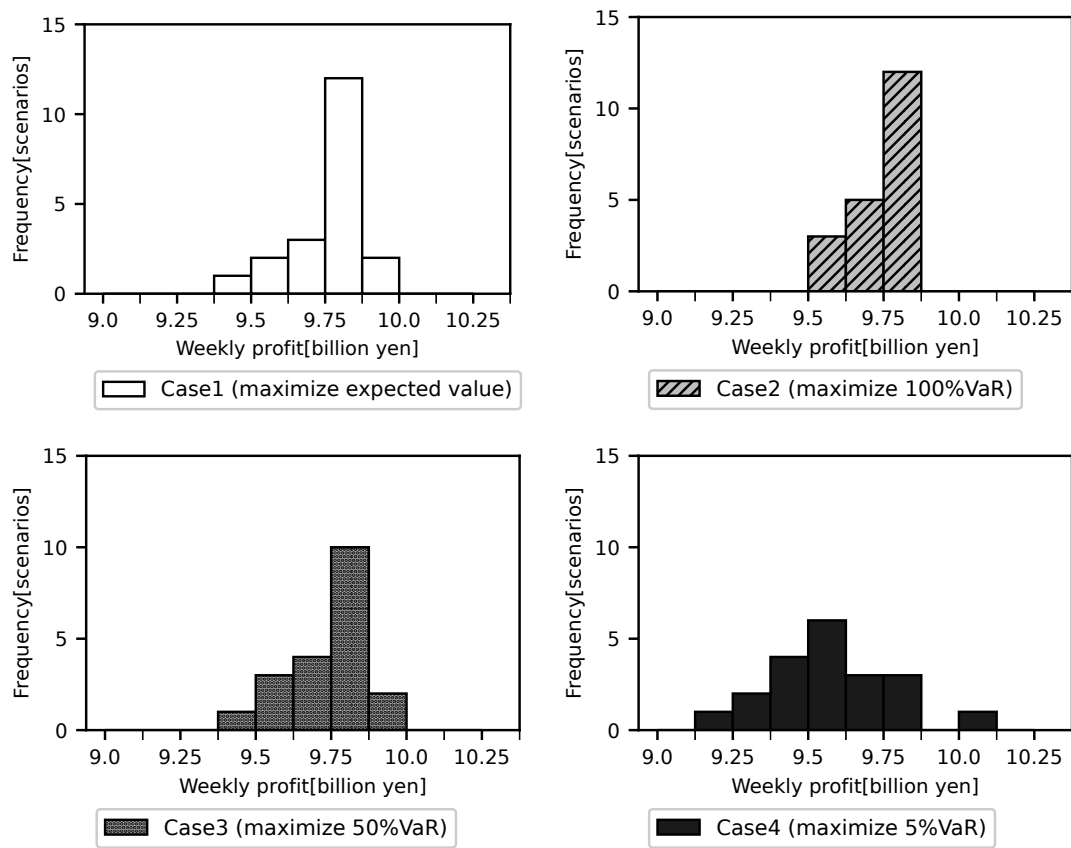 15
10
5
0
Frequency[scenarios]
9.0 9.25 9.5 9.75 10.0 10.25
Weekly profit[billion yen]
Case1 (maximize expected value)
15
10
5
0
Frequency[scenarios]
9.0 9.25 9.5 9.75 10.0 10.25
Weekly profit[billion yen]
Case2 (maximize 100%VaR)
15
10
5
0
Frequency[scenarios]
9.0 9.25 9.5 9.75 10.0 10.25
Weekly profit[billion yen]
Case3 (maximize 50%VaR)
15
10
5
0
Frequency[scenarios]
9.0 9.25 9.5 9.75 10.0 10.25
Weekly profit[billion yen]
Case4 (maximize 5%VaR)